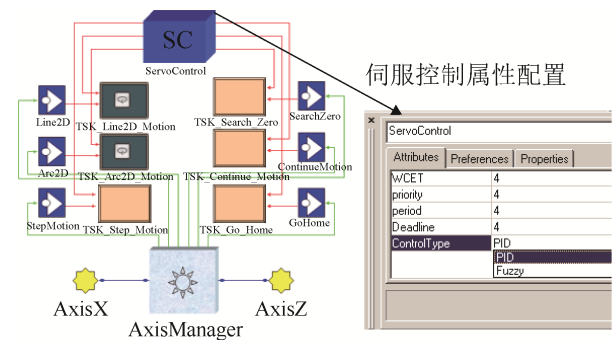 SC
ServoControl
伺服控制属性配置
Line2D
TSK_Line2D_Motion
TSK_Search_Zero
SearchZero
Arc2D
TSK_Arc2D_Motion
TSK_Continue_Motion
ContinueMotion
StepMotion
TSK_Step_Motion
TSK_Go_Home
GoHome
AxisX
AxisManager
AxisZ
×
ServoControl
Attributes Preferences Properties
WCET 4
priority 4
period 4
Deadline 4
ControlType PID
PID
Fuzzy